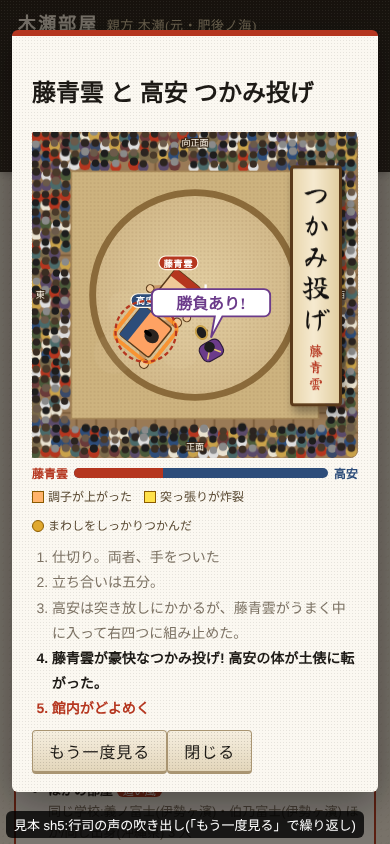 木瀬部屋 親方 木瀬(元・肥後ノ海)
藤青雲 と 高安 つかみ投げ
向正面
つかみ投げ
藤青雲
東
藤青雲
勝負あり!
正面
藤青雲
高安
調子が上がった
突っ張りが炸裂
まわしをしっかりつかんだ
1. 仕切り。両者、手をついた
2. 立ち合いは五分。
3. 高安は突き放しにかかるが、藤青雲がうまく中
に入って右四つに組み止めた。
4. 藤青雲が豪快なつかみ投げ! 高安の体が土俵に転
がった。
5. 館内がどよめく
もう一度見る
閉じる
見本 sh5:行司の声の吹き出し(「もう一度見る」で繰り返し)